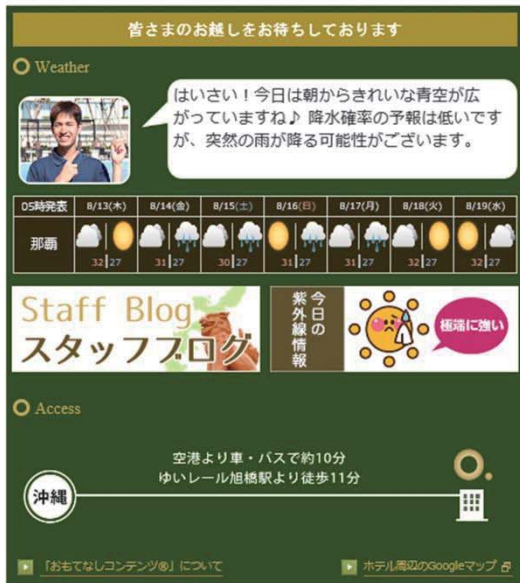 皆さまのお越しをお待ちしております
Weather
はいさい！今日は朝からきれいな青空が広
がっていますね♪ 降水確率の予報は低いです
が、突然の雨が降る可能性がございます。
05時発表 8/13(木) 8/14(金) 8/15(土) 8/16(日) 8/17(月) 8/18(火) 8/19(水)
那覇
32|27 31|27 30|27 31|27 31|27 32|27 32|27
Staff Blog
スタッフブログ
今日の
紫外線情報
極端に強い
Access
空港より車・バスで約10分
ゆいレール旭橋駅より徒歩11分
沖縄
「おもてなしコンテンツ®」について
ホテル周辺のGoogleマップ